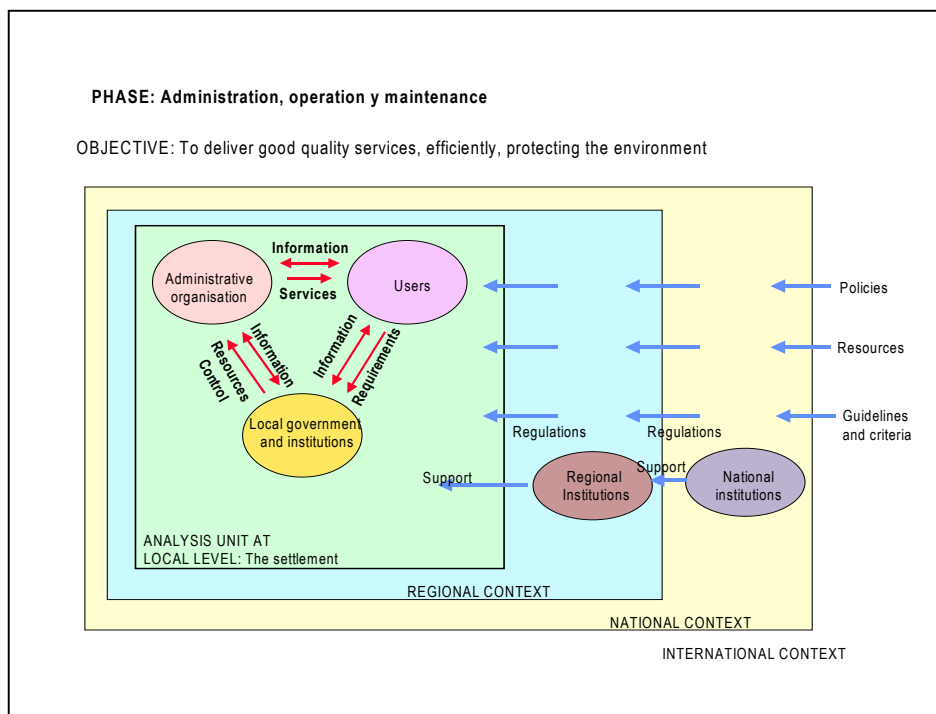 PHASE: Administration, operation y maintenance
OBJECTIVE: To deliver good quality services, efficiently, protecting the environment
Information
Administrative
organisation
Users
Services
Policies
Information
Resources
Control
Information
Requirements
Resources
Local government
and institutions
Regulations
Regulations
Guidelines
and criteria
Support
Regional
Institutions
Support
National
institutions
ANALYSIS UNIT AT
LOCAL LEVEL: The settlement
REGIONAL CONTEXT
NATIONAL CONTEXT
INTERNATIONAL CONTEXT